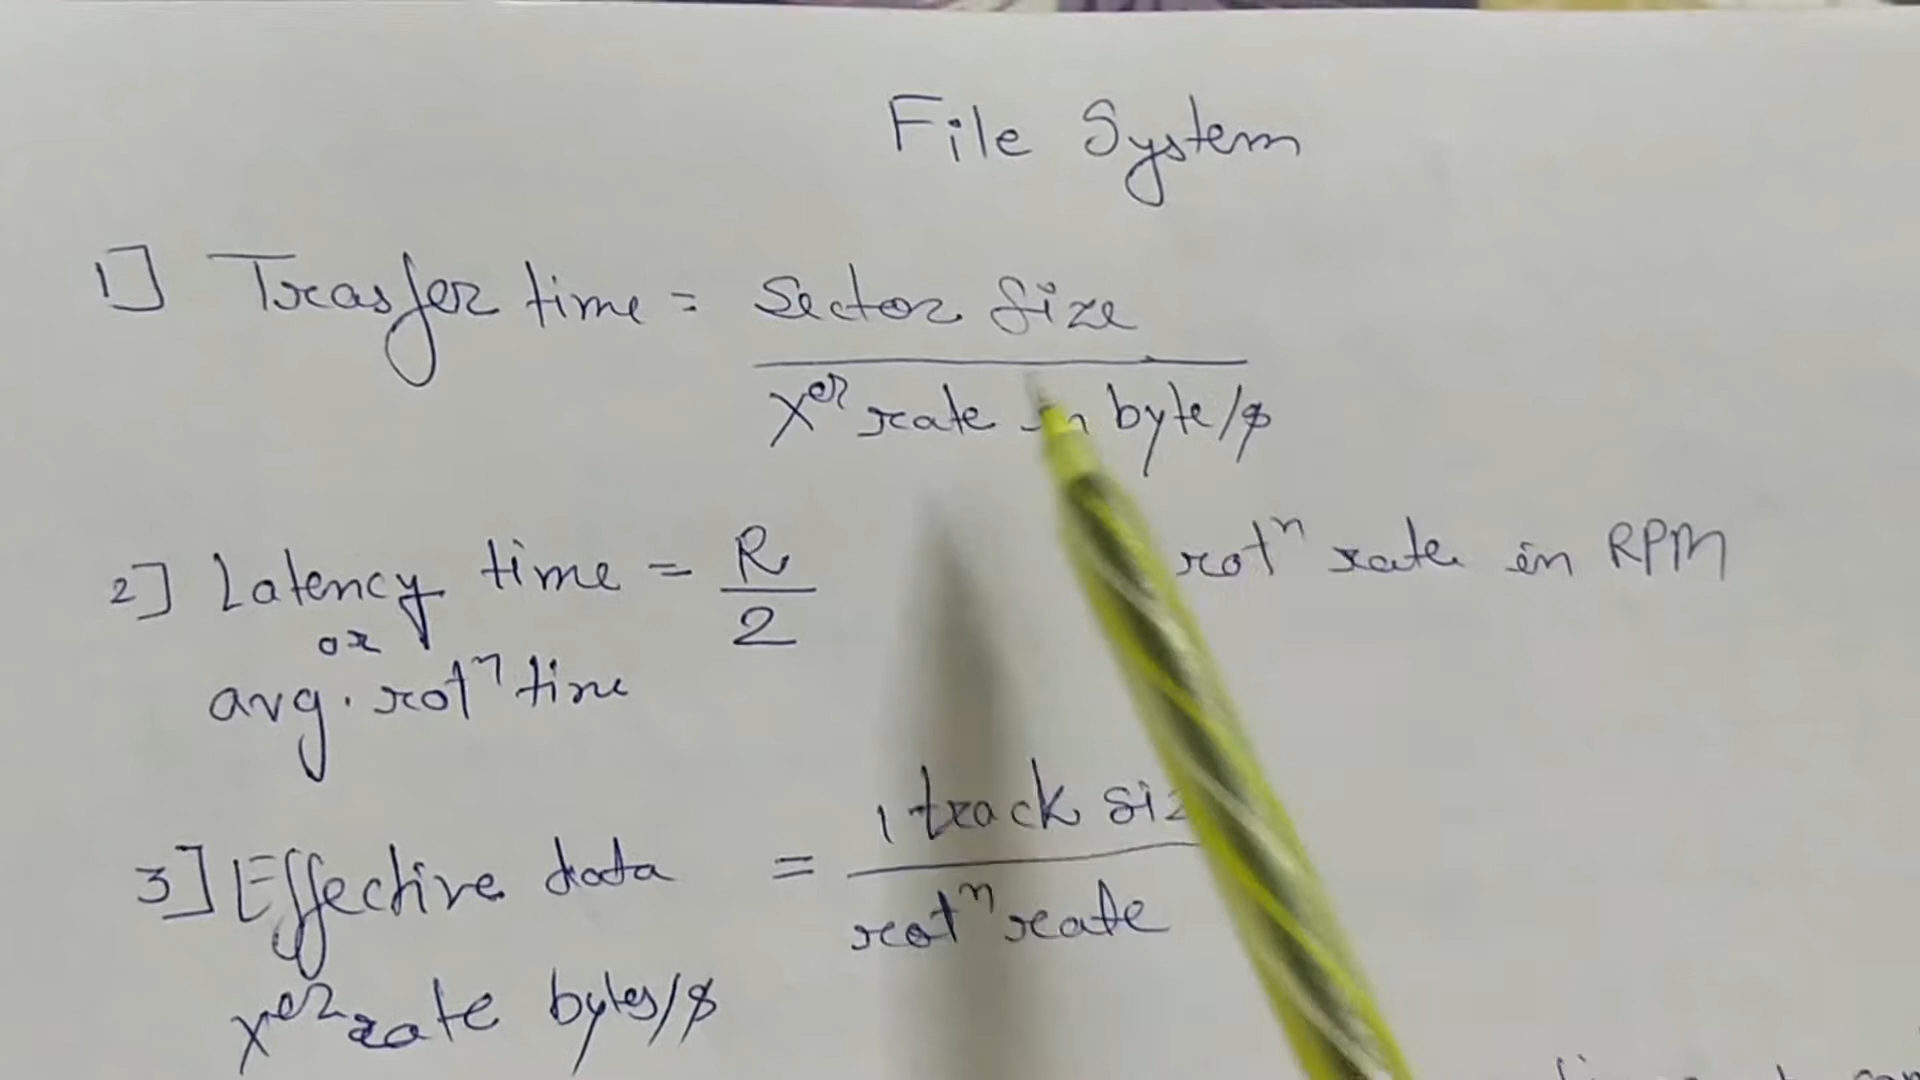 File System
1] Trasfer time = Sector Size
X^er rate in byte/s
2] Latency time = R
2
rot^n rate in RPM
or
avg. rot^n time
3] Effective data = 1 track siz
rot^n rate
X^er rate bytes/s